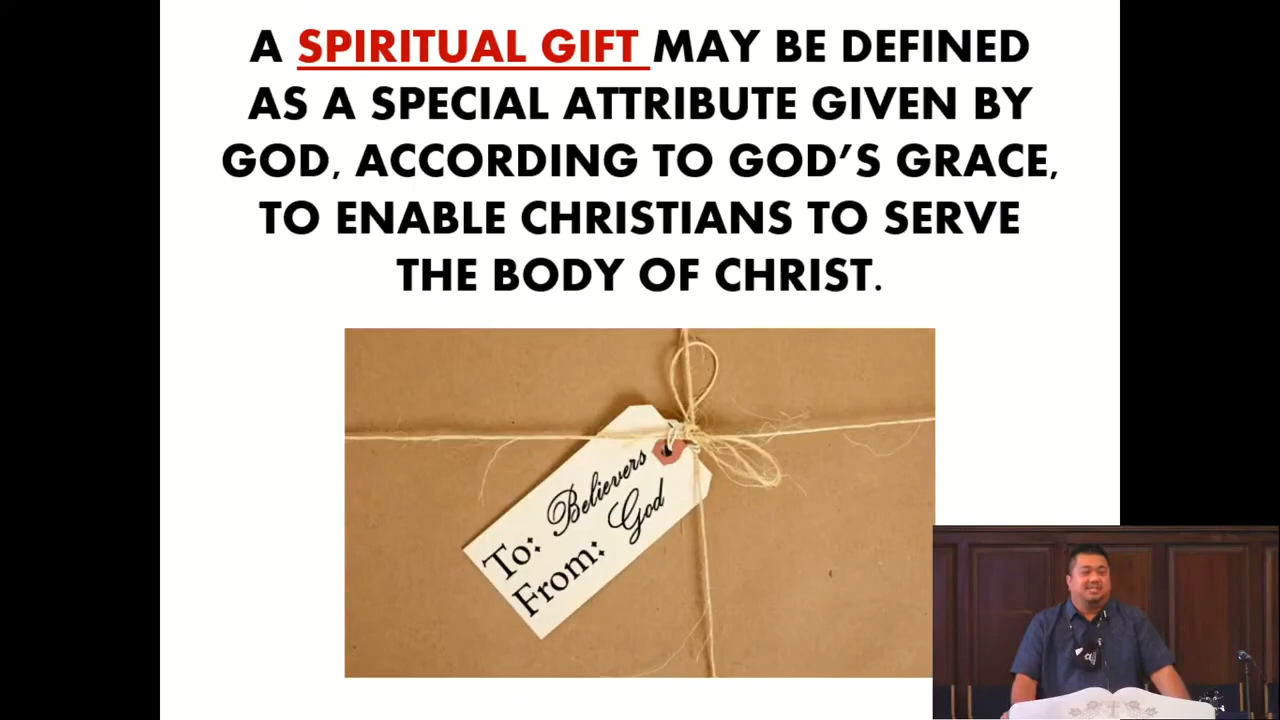 A SPIRITUAL GIFT MAY BE DEFINED
AS A SPECIAL ATTRIBUTE GIVEN BY
GOD, ACCORDING TO GOD'S GRACE,
TO ENABLE CHRISTIANS TO SERVE
THE BODY OF CHRIST.
To: Believers
From: God